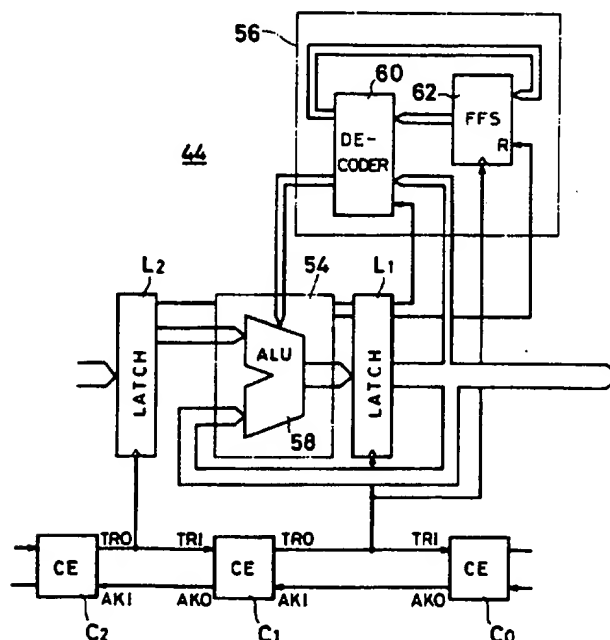 56
60
62
FFS
R
DE-
CODER
44
L2
54
L1
LATCH
ALU
LATCH
58
TRO
TRI
TRO
TRI
CE
CE
CE
AKI
AKO
AKI
AKO
C2
C1
C0